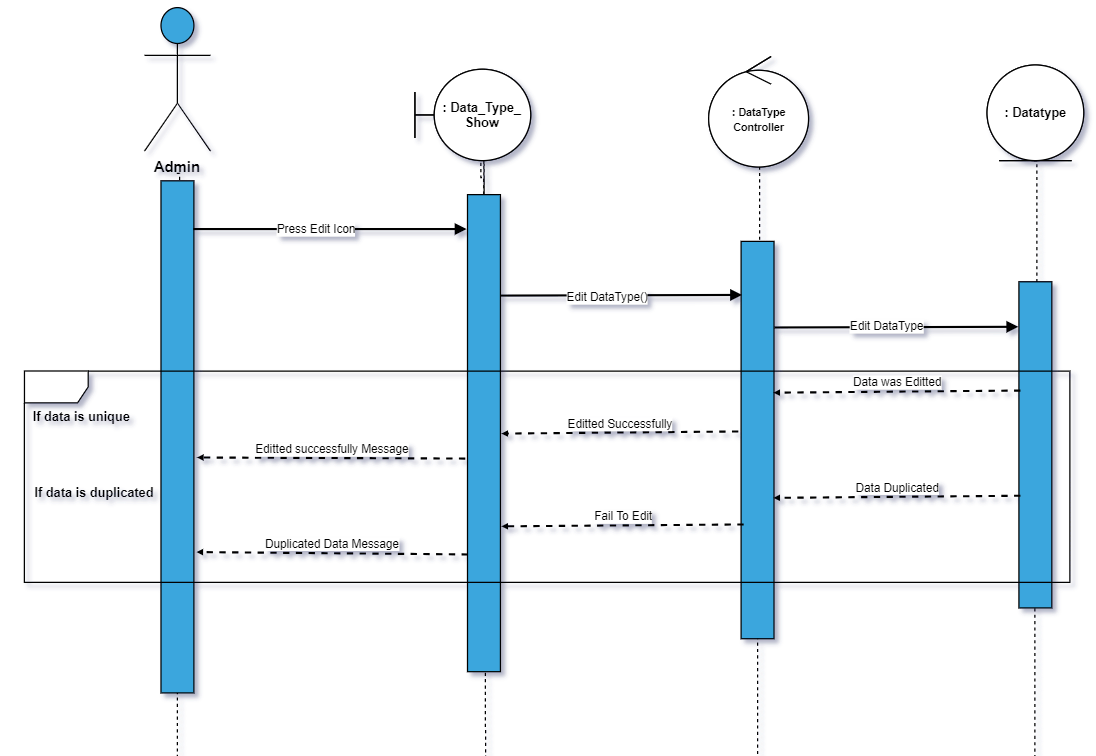 : Data_Type_
Show
: DataType
Controller
: Datatype
Admin
Press Edit Icon
Edit DataType()
Edit DataType
Data was Editted
If data is unique
Editted Successfully
Editted successfully Message
If data is duplicated
Data Duplicated
Fail To Edit
Duplicated Data Message